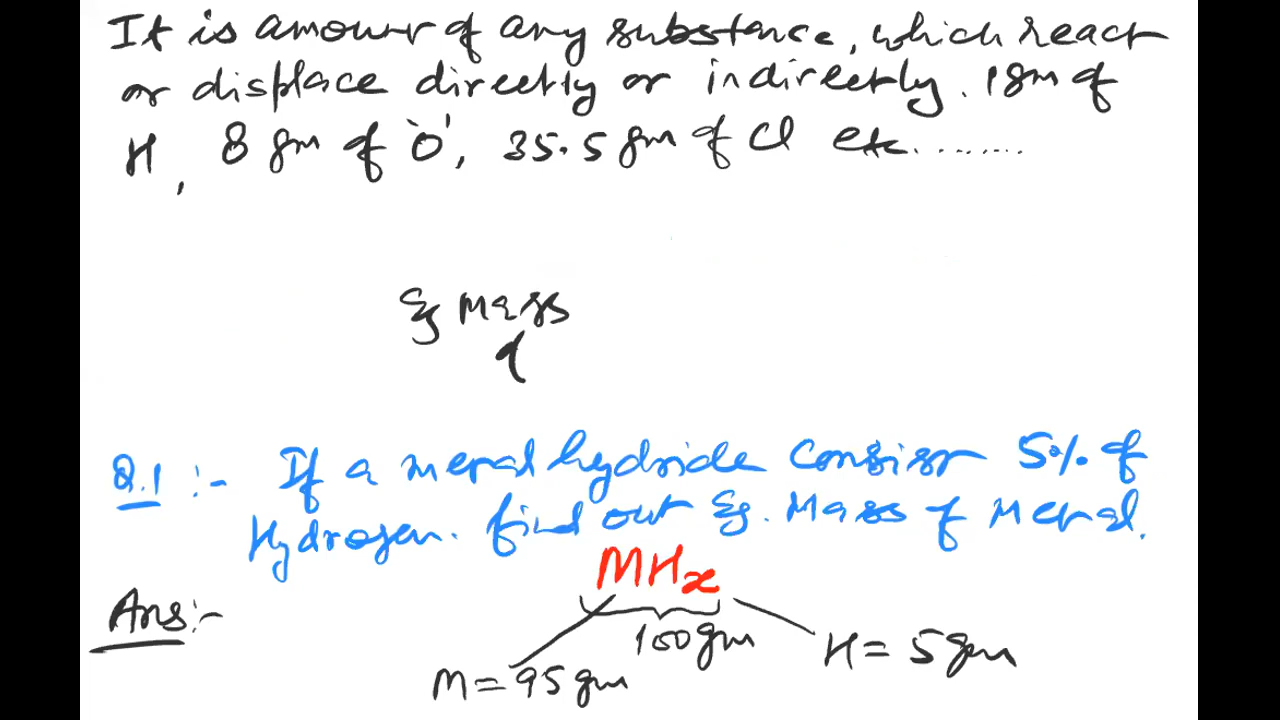 It is amount of any substance, which react
or displace directly or indirectly. 1gm of
H, 8 gm of 'O', 35.5 gm of Cl etc........
Eq Mass
Q.1 :- If a metal hydride consist 5% of
Hydrogen. find out Eq. Mass of Metal.
MHx
Ans:-
100gm
H = 5gm
M = 95gm